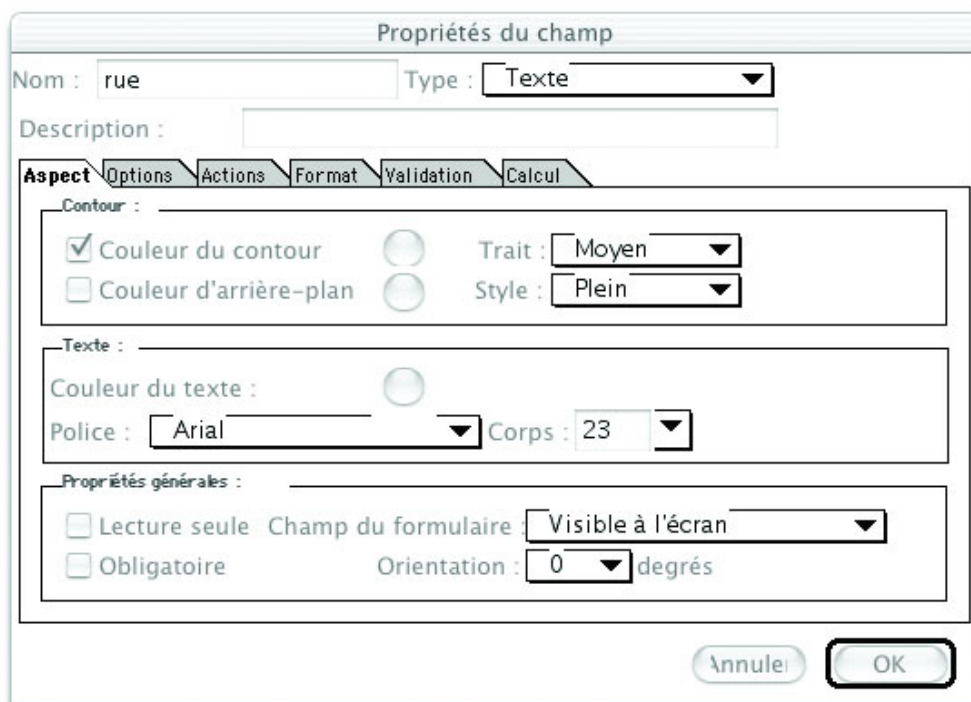 Propriétés du champ
Nom : rue Type : Texte
Description :
Aspect Options Actions Format Validation Calcul
Contour :
Couleur du contour Trait : Moyen
Couleur d'arrière-plan Style : Plein
Texte :
Couleur du texte :
Police : Arial Corps : 23
Propriétés générales :
Lecture seule Champ du formulaire : Visible à l'écran
Obligatoire Orientation : 0 degrés
Annuler OK